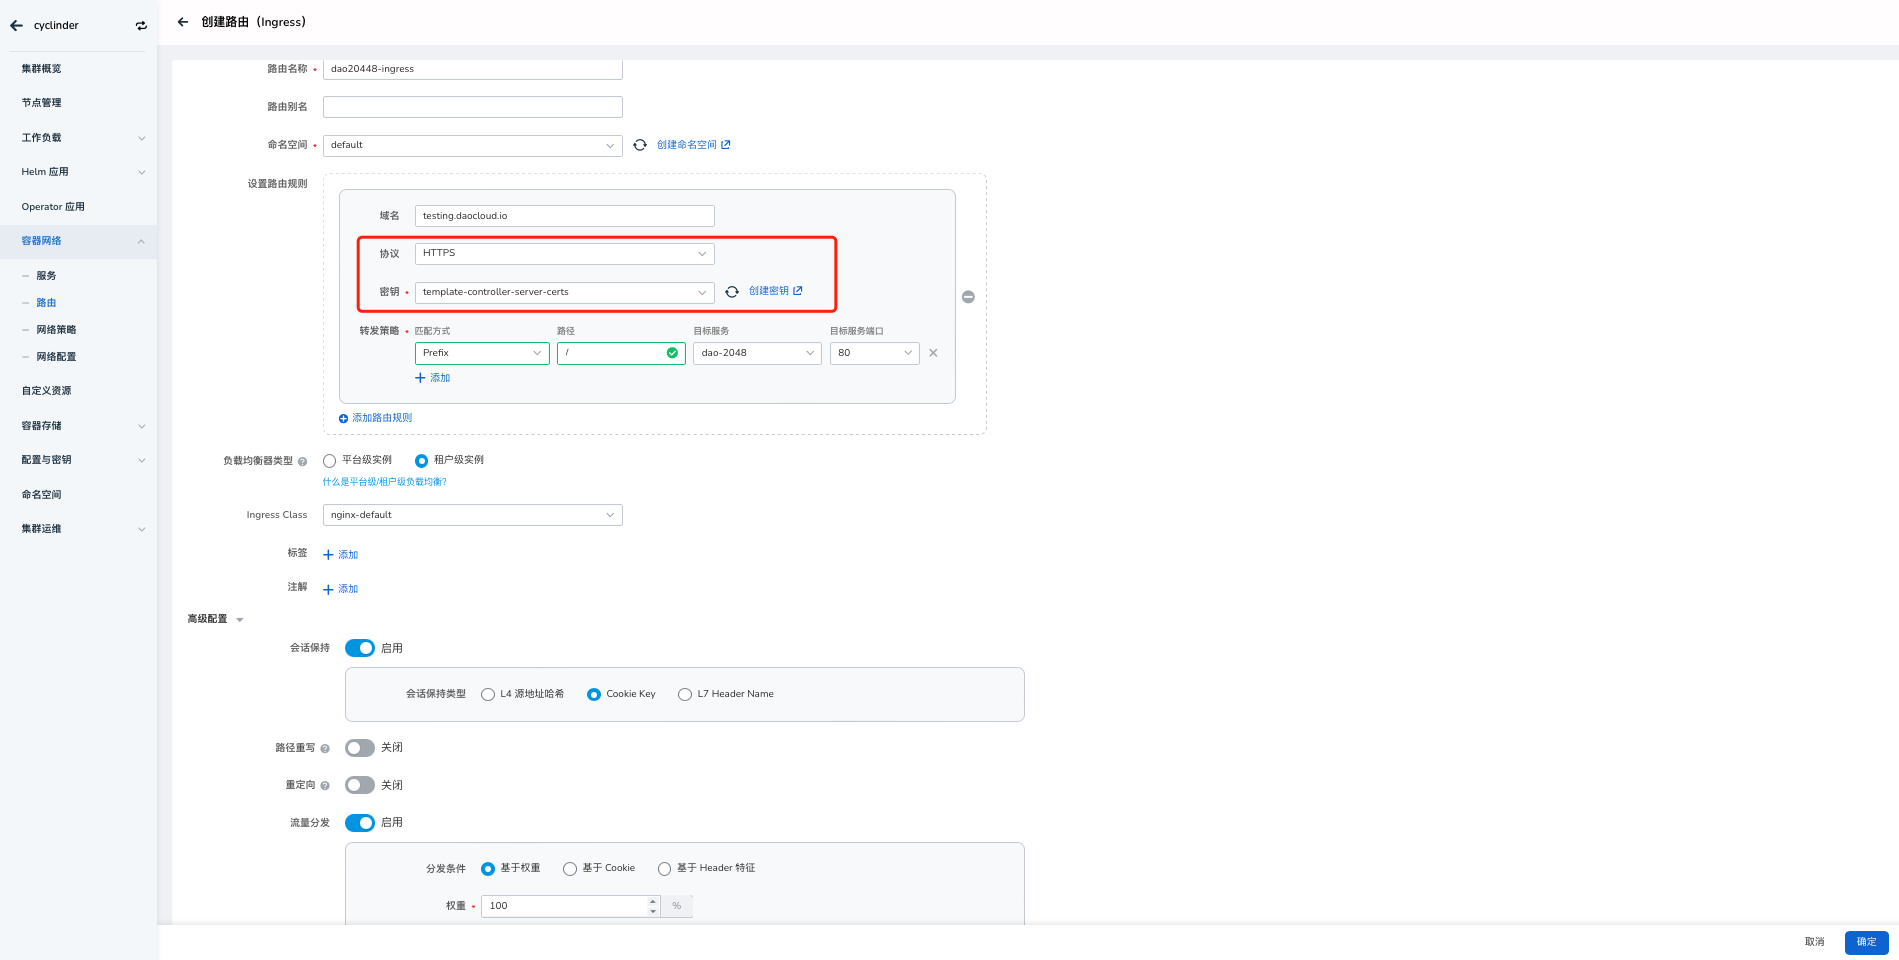 cyclinder
集群概览
节点管理
工作负载
Helm 应用
Operator 应用
容器网络
服务
路由
网络策略
网络配置
自定义资源
容器存储
配置与密钥
命名空间
集群运维
创建路由（Ingress）
路由名称 • dao20448-ingress
路由别名
命名空间 • default 创建命名空间
设置路由规则
域名 testing.daocloud.io
协议 HTTPS
密钥 • template-controller-server-certs 创建密钥
转发策略 • 匹配方式 路径 目标服务 目标服务端口
Prefix / dao-2048 80
添加
添加路由规则
负载均衡器类型 平台级实例 租户级实例
什么是平台级/租户级负载均衡?
Ingress Class nginx-default
标签 添加
注解 添加
高级配置
会话保持 启用
会话保持类型 L4 源地址哈希 Cookie Key L7 Header Name
路径重写 关闭
重定向 关闭
流量分发 启用
分发条件 基于权重 基于 Cookie 基于 Header 特征
权重 • 100 %
取消 确定